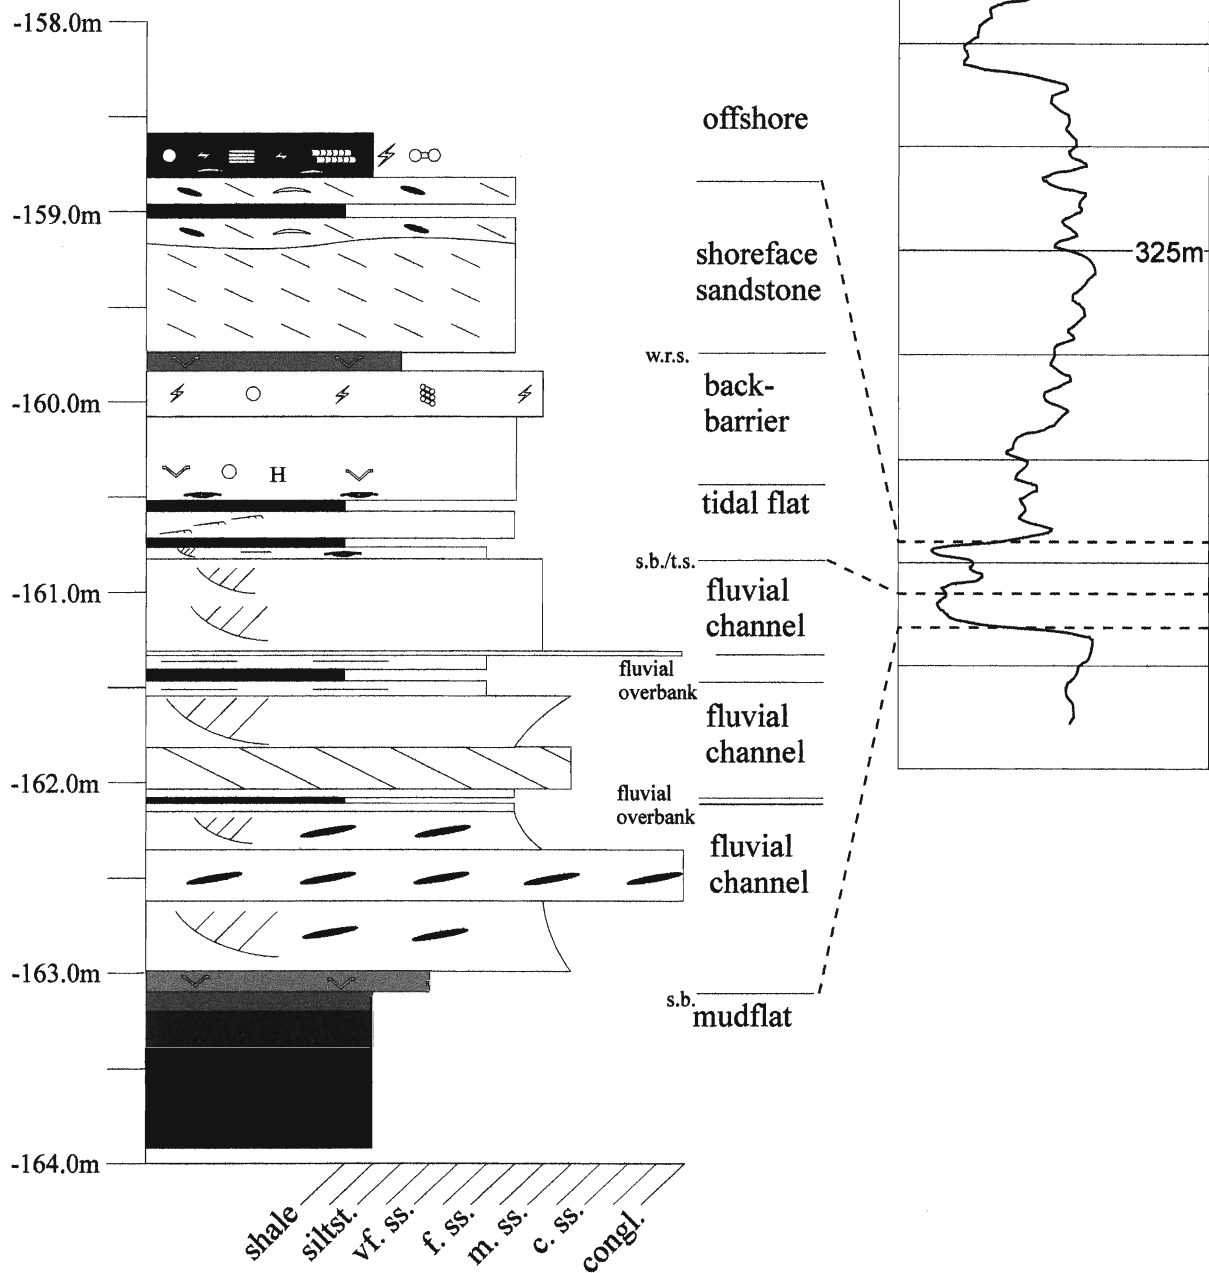 -158.0m
offshore
-159.0m
shoreface
sandstone
325m
w.r.s.
back-
barrier
-160.0m
H
tidal flat
s.b./t.s.
-161.0m
fluvial
channel
fluvial
overbank
fluvial
channel
-162.0m
fluvial
overbank
fluvial
channel
-163.0m
s.b.
mudflat
-164.0m
shale
siltst.
vf. ss.
f. ss.
m. ss.
c. ss.
congl.